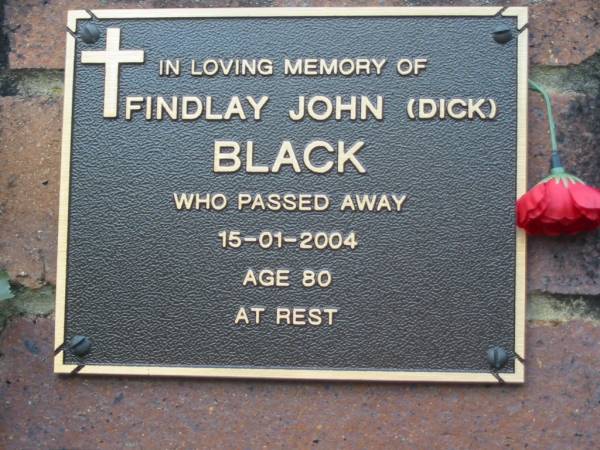 IN LOVING MEMORY OF
FINDLAY JOHN (DICK)
BLACK
WHO PASSED AWAY
15-01-2004
AGE 80
AT REST